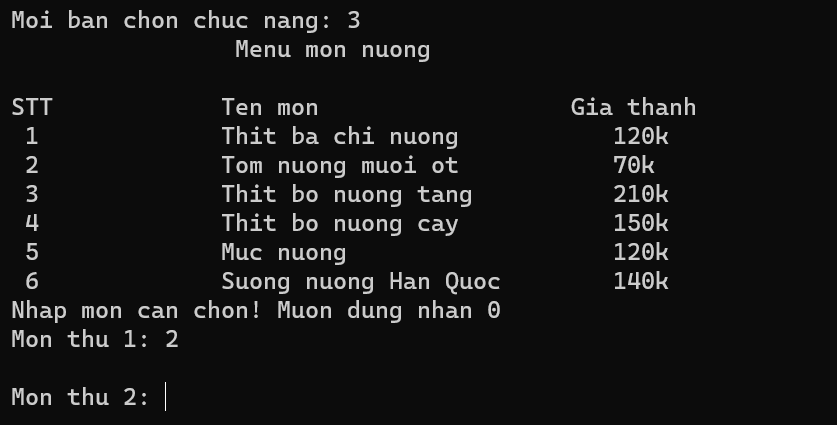 Moi ban chon chuc nang: 3
Menu mon nuong
STT Ten mon Gia thanh
1 Thit ba chi nuong 120k
2 Tom nuong muoi ot 70k
3 Thit bo nuong tang 210k
4 Thit bo nuong cay 150k
5 Muc nuong 120k
6 Suong nuong Han Quoc 140k
Nhap mon can chon! Muon dung nhan 0
Mon thu 1: 2
Mon thu 2: